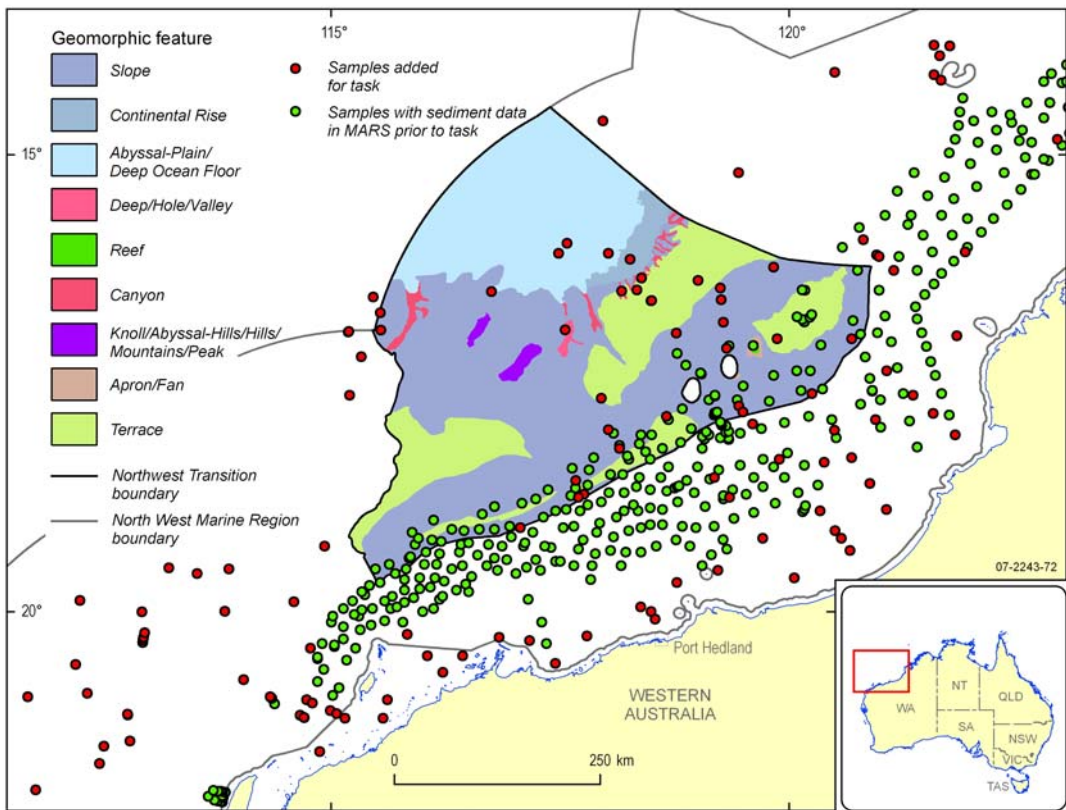 115°
120°
Geomorphic feature
Slope
Continental Rise
Abyssal-Plain/
Deep Ocean Floor
Deep/Hole/Valley
Reef
Canyon
Knoll/Abyssal-Hills/Hills/
Mountains/Peak
Apron/Fan
Terrace
Northwest Transition
boundary
North West Marine Region
boundary
Samples added
for task
Samples with sediment data
in MARS prior to task
15°
15°
20°
20°
07-2243-72
Port Hedland
WESTERN
AUSTRALIA
0
250 km
NT
QLD
WA
SA
NSW
VIC
TAS